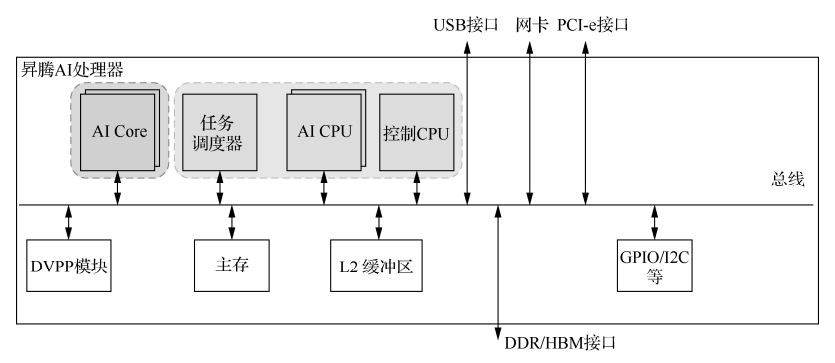 USB接口 网卡 PCI-e接口
昇腾AI处理器
AI Core
任务
调度器
AI CPU
控制CPU
总线
DVPP模块
主存
L2 缓冲区
GPIO/I2C
等
DDR/HBM接口